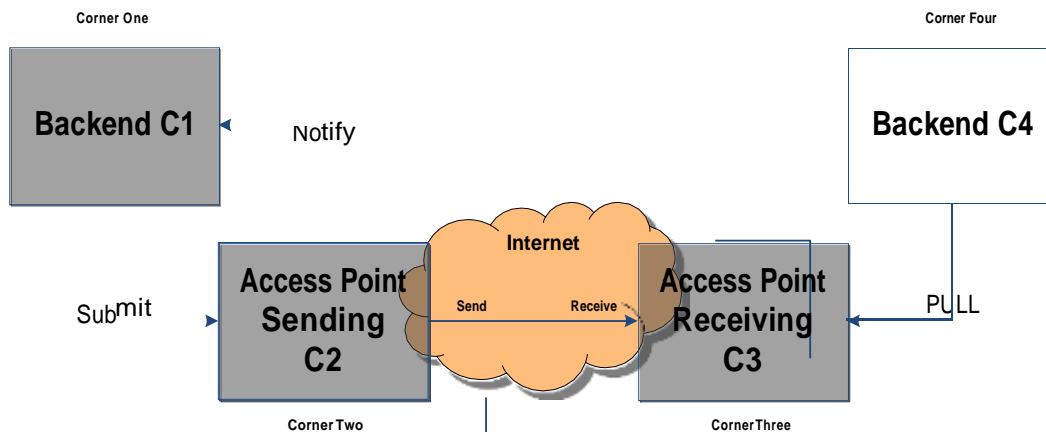 Corner One
Corner Four
Backend C1
Notify
Backend C4
Internet
Access Point
Sending
C2
Send
Receive
Access Point
Receiving
C3
Submit
PULL
Corner Two
CornerThree